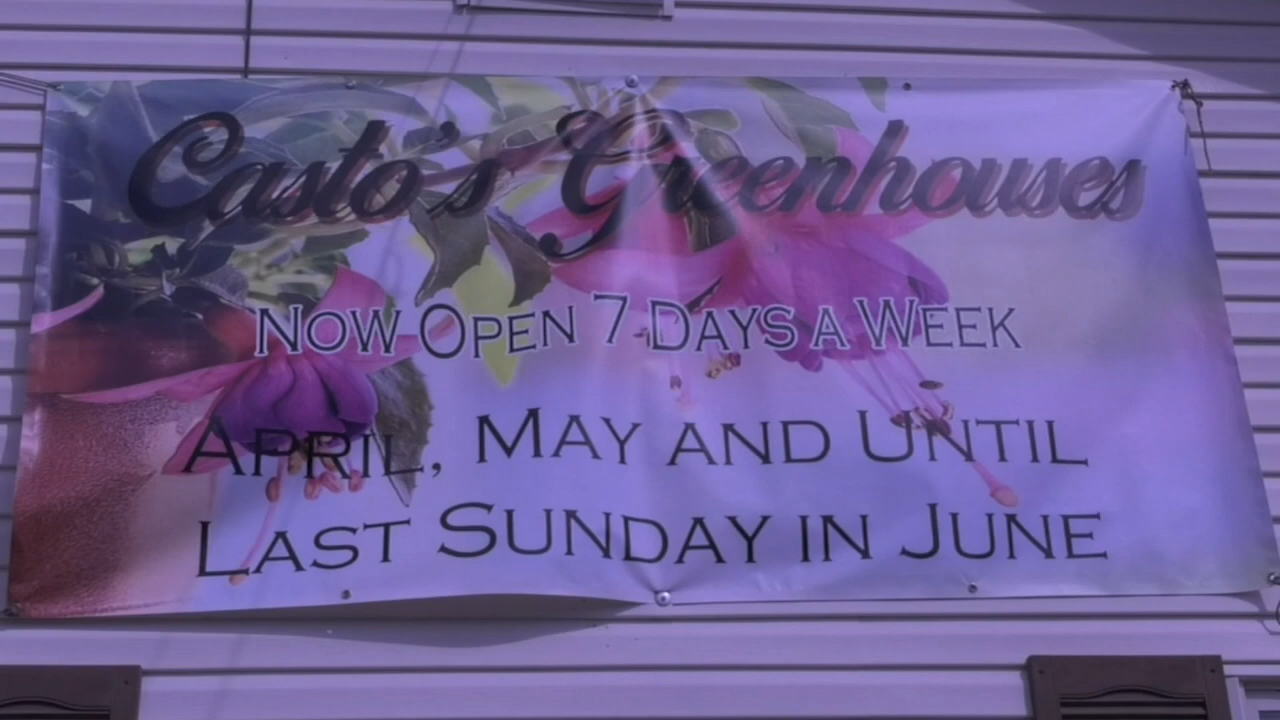 Casto's Greenhouses
Now Open 7 Days a Week
April, May and Until
Last Sunday in June